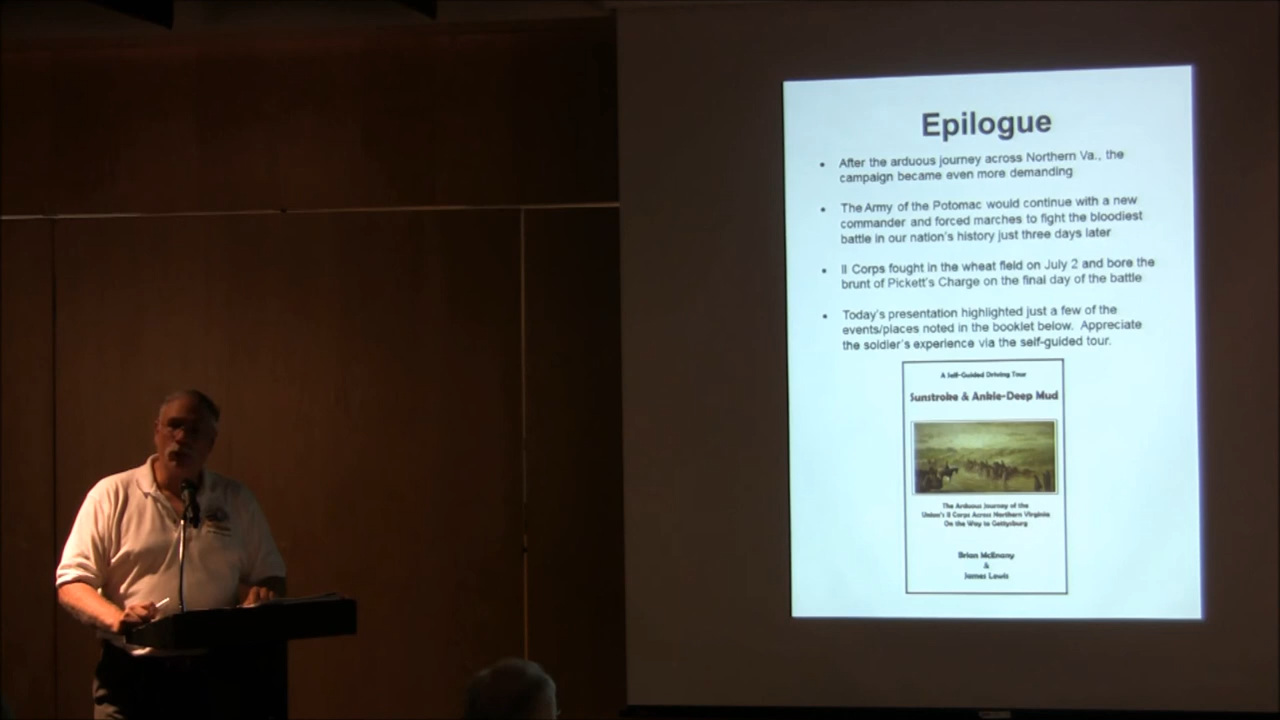 Epilogue
• After the arduous journey across Northern Va., the
campaign became even more demanding
• The Army of the Potomac would continue with a new
commander and forced marches to fight the bloodiest
battle in our nation's history just three days later
• II Corps fought in the wheat field on July 2 and bore the
brunt of Pickett's Charge on the final day of the battle
• Today's presentation highlighted just a few of the
events/places noted in the booklet below. Appreciate
the soldier's experience via the self-guided tour.
A Self-Guided Driving Tour
Sunstroke & Ankle-Deep Mud
The Arduous Journey of the
Union's II Corps Across Northern Virginia
On the Way to Gettysburg
Brian McEnany
&
James Lewis